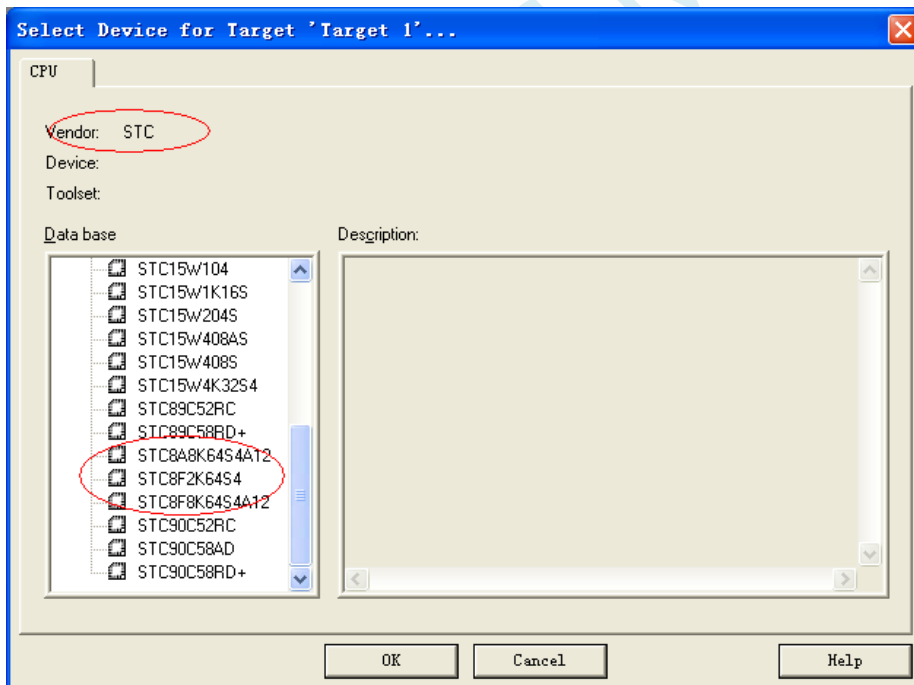 Select Device for Target 'Target 1'...
CPU
Vendor: STC
Device:
Toolset:
Data base
Description:
STC15W104
STC15W1K16S
STC15W204S
STC15W408AS
STC15W408S
STC15W4K32S4
STC89C52RC
STC89C58RD+
STC8A8K64S4A12
STC8F2K64S4
STC8F8K64S4A12
STC90C52RC
STC90C58AD
STC90C58RD+
OK
Cancel
Help